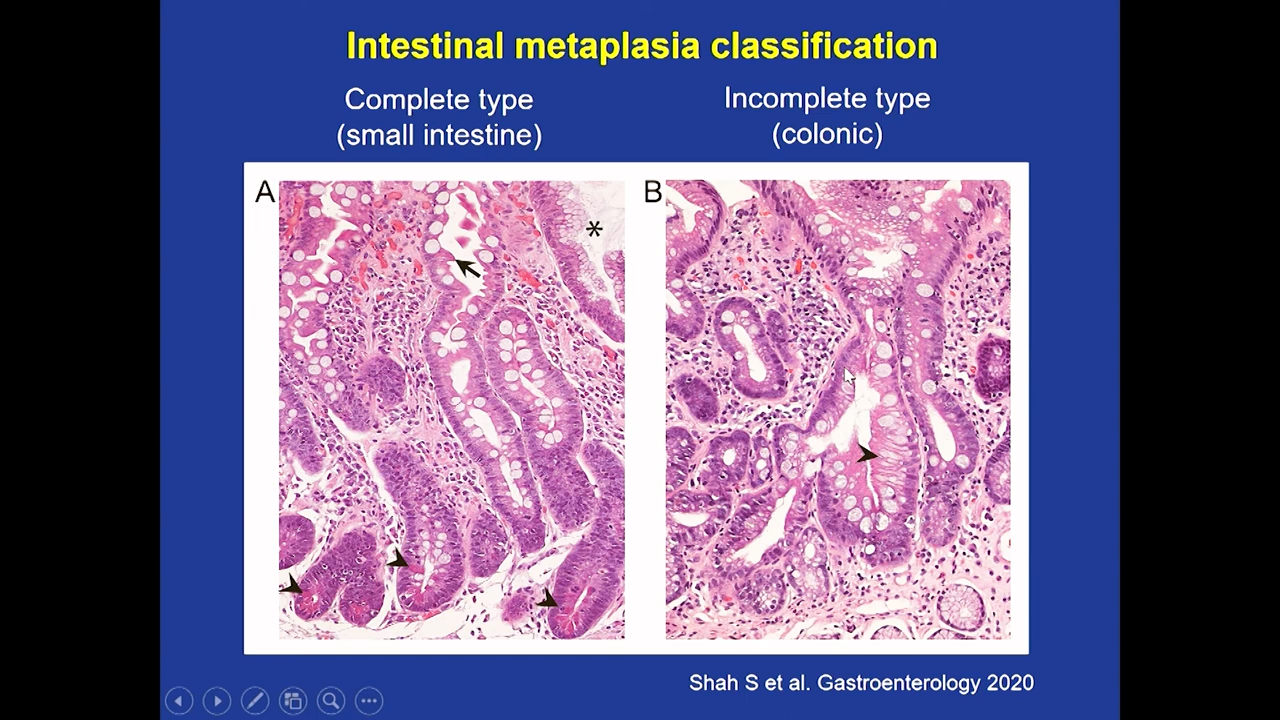 Intestinal metaplasia classification
Complete type
(small intestine)
Incomplete type
(colonic)
A
*
B
Shah S et al. Gastroenterology 2020